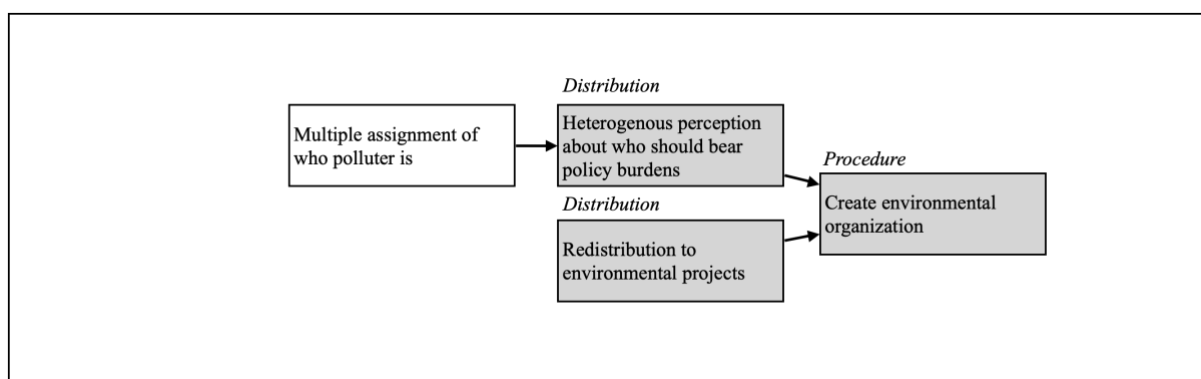 Distribution
Multiple assignment of
who polluter is
Heterogenous perception
about who should bear
policy burdens
Distribution
Redistribution to
environmental projects
Procedure
Create environmental
organization